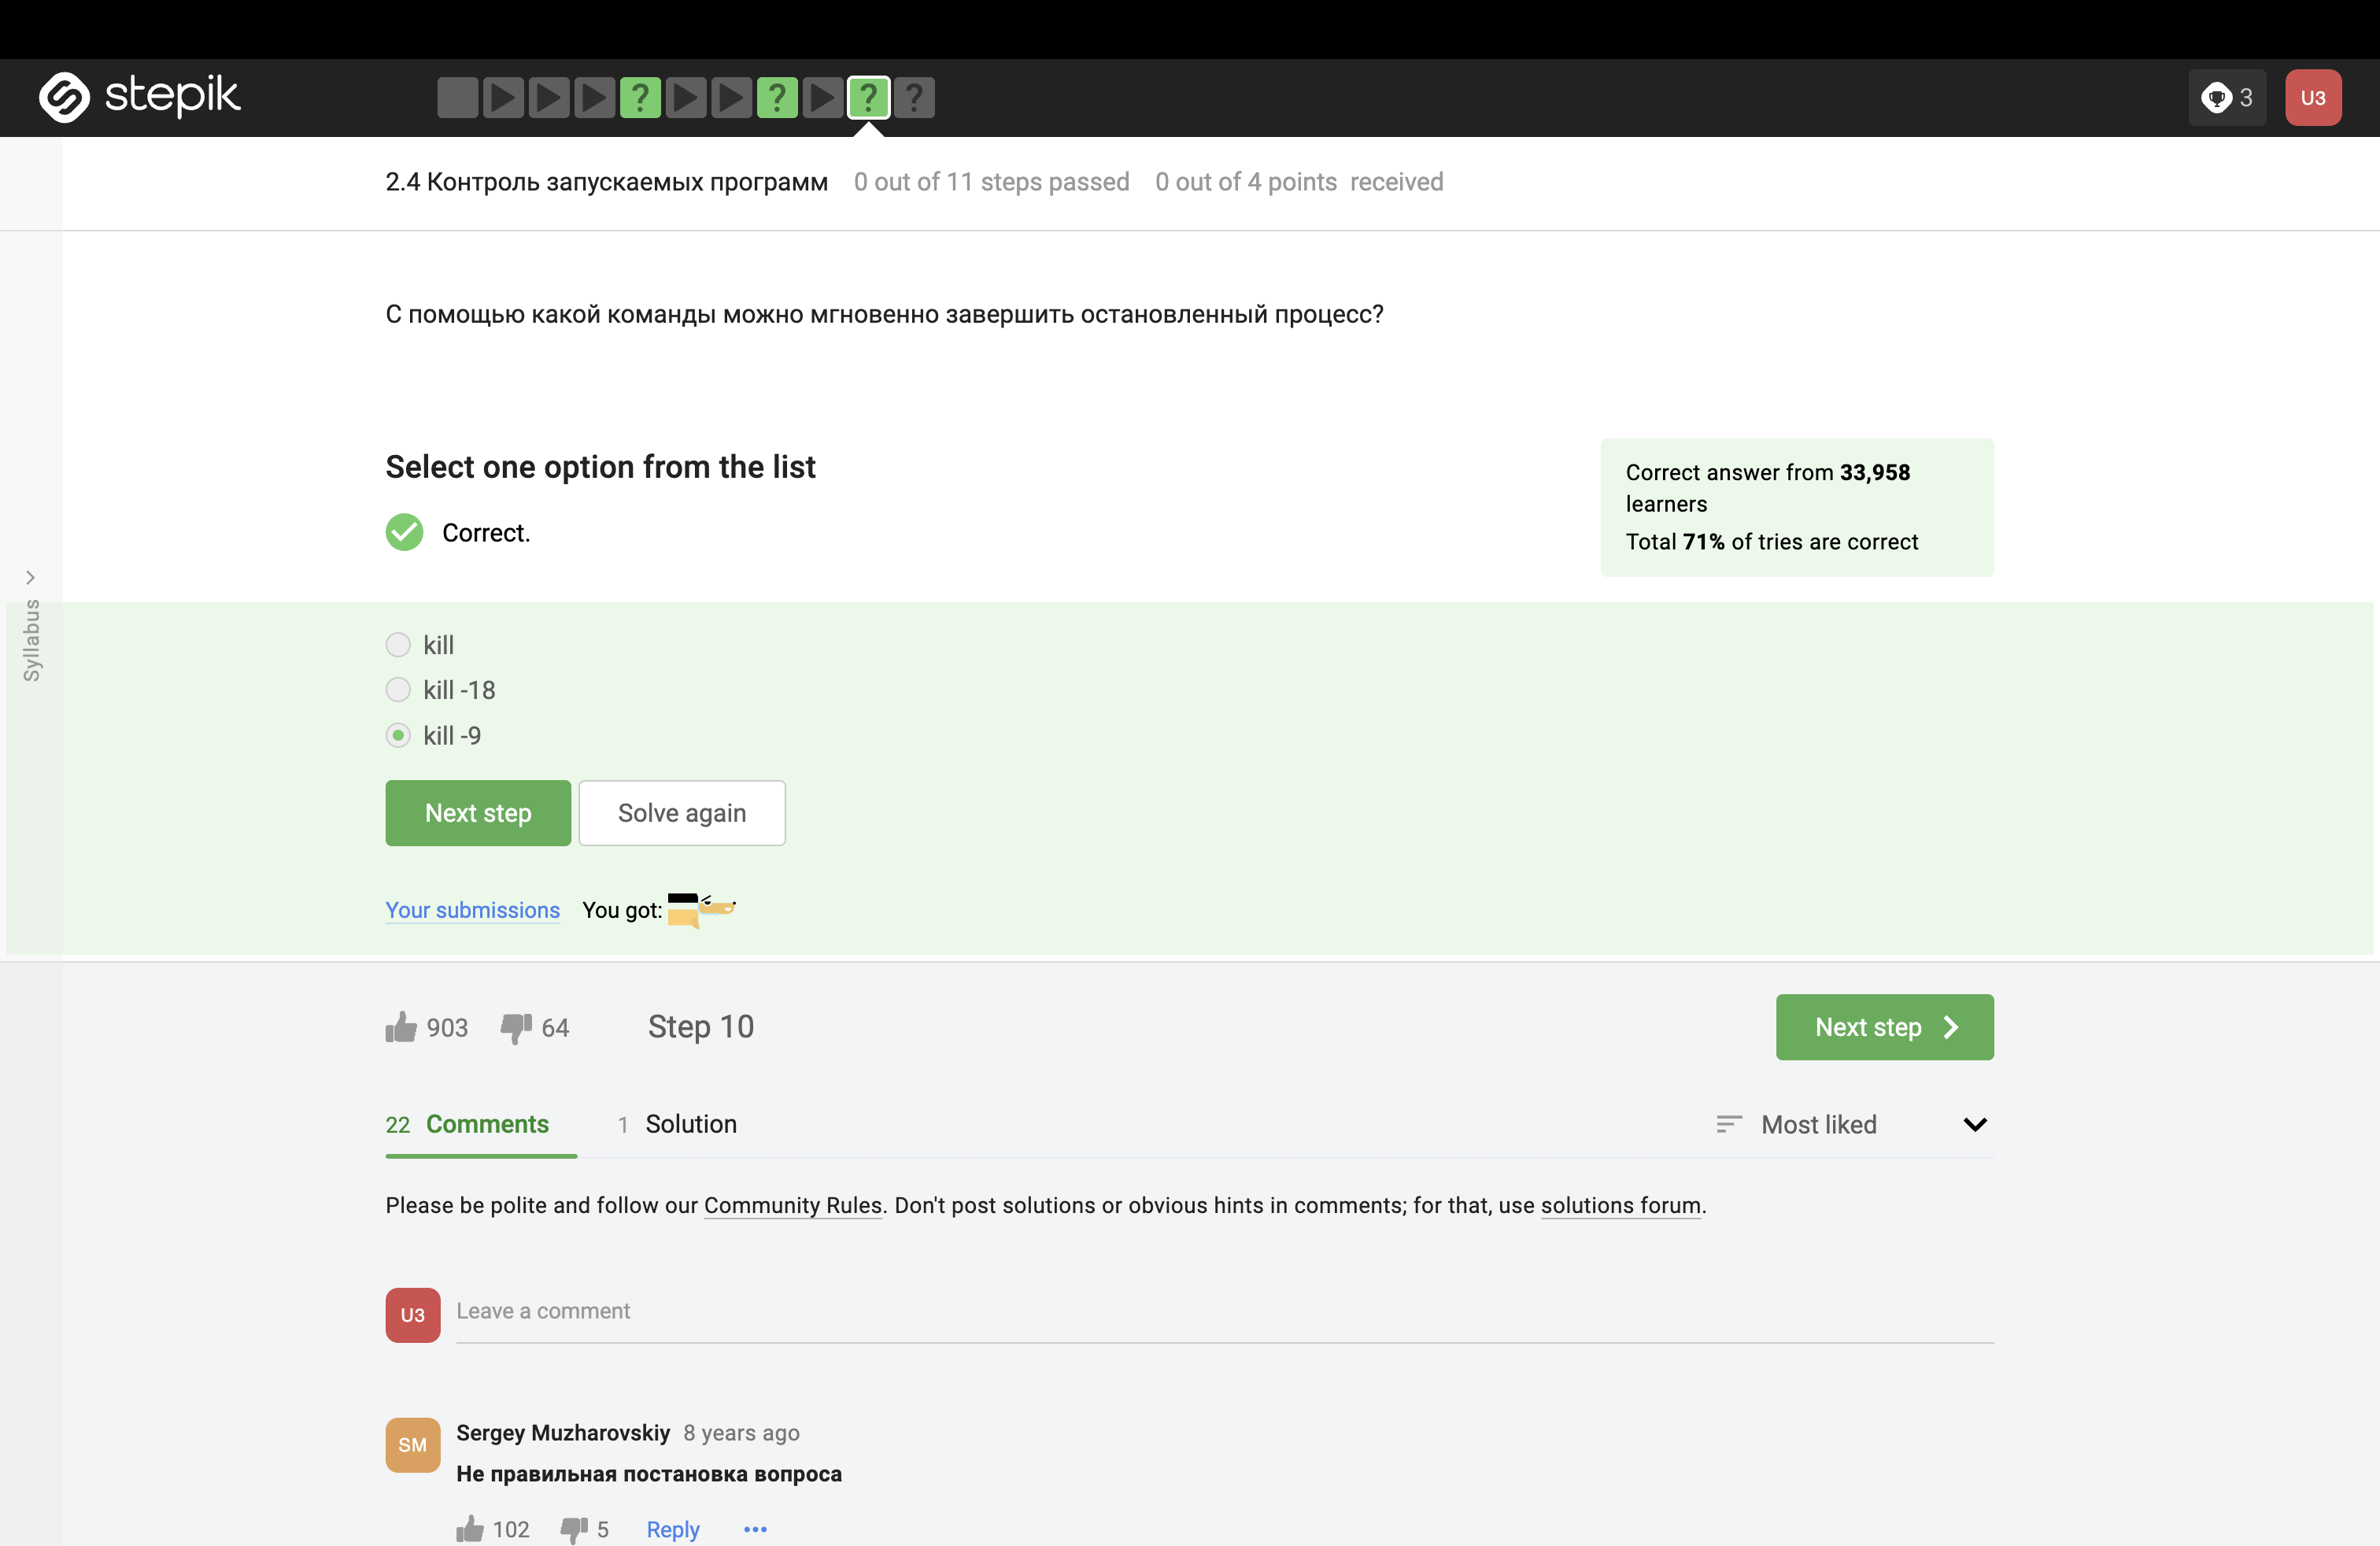 stepik
? ? ? ?
3
U3
2.4 Контроль запускаемых программ 0 out of 11 steps passed 0 out of 4 points received
С помощью какой команды можно мгновенно завершить остановленный процесс?
Select one option from the list
Correct.
Correct answer from 33,958
learners
Total 71% of tries are correct
Syllabus
kill
kill -18
kill -9
Next step Solve again
Your submissions You got:
903 64 Step 10 Next step
22 Comments 1 Solution Most liked
Please be polite and follow our Community Rules. Don't post solutions or obvious hints in comments; for that, use solutions forum.
U3 Leave a comment
SM
Sergey Muzharovskiy 8 years ago
Не правильная постановка вопроса
102 5 Reply •••